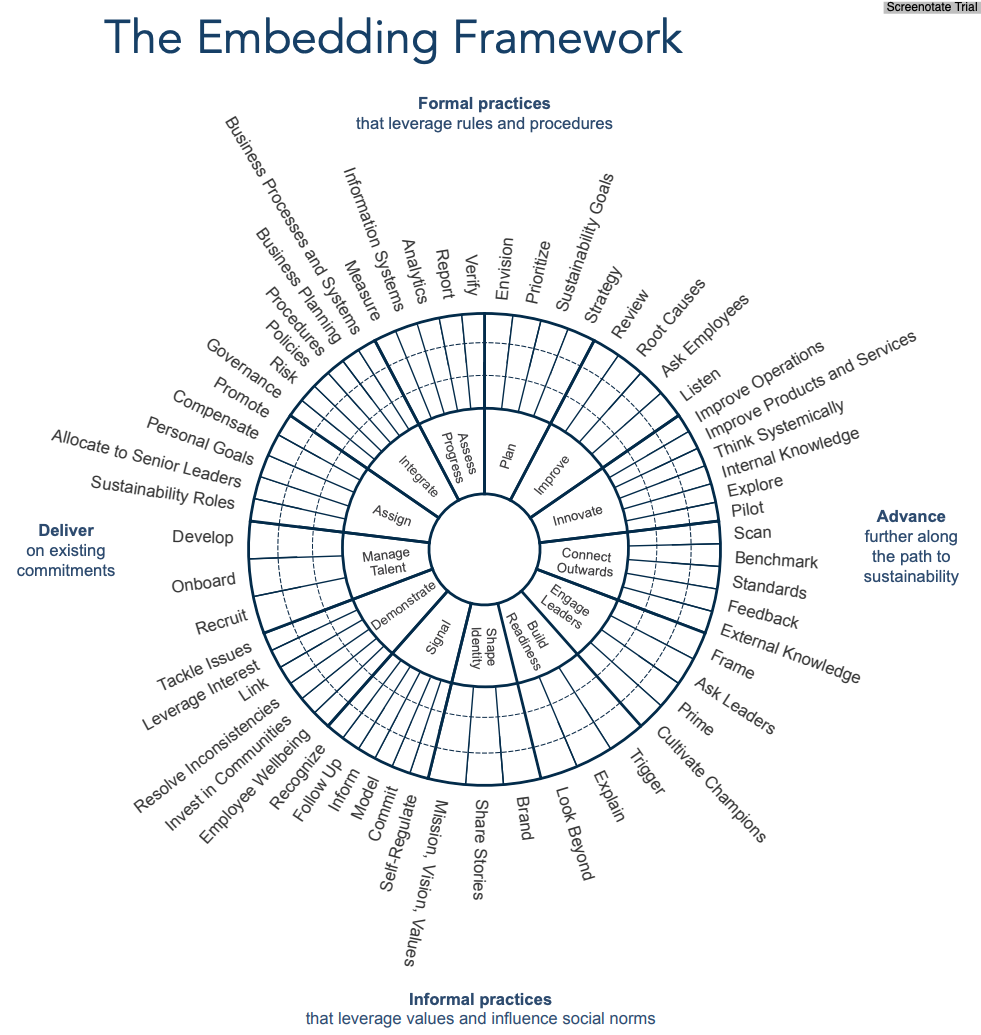 Screenotate Trial
The Embedding Framework
Formal practices
that leverage rules and procedures
Envision
Prioritize
Sustainability Goals
Strategy
Review
Root Causes
Ask Employees
Listen
Improve Operations
Improve Products and Services
Think Systemically
Internal Knowledge
Explore
Pilot
Scan
Benchmark
Standards
Feedback
External Knowledge
Frame
Ask Leaders
Prime
Cultivate Champions
Trigger
Explain
Look Beyond
Brand
Share Stories
Mission, Vision, Values
Self-Regulate
Commit
Model
Inform
Follow Up
Recognize
Employee Wellbeing
Invest in Communities
Resolve Inconsistencies
Link
Leverage Interest
Tackle Issues
Recruit
Onboard
Develop
Sustainability Roles
Allocate to Senior Leaders
Personal Goals
Compensate
Promote
Governance
Risk
Policies
Procedures
Business Planning
Business Processes and Systems
Measure
Information Systems
Analytics
Report
Verify
Plan
Improve
Innovate
Connect
Outwards
Engage
Leaders
Build
Readiness
Shape
Identity
Signal
Demonstrate
Manage
Talent
Assign
Integrate
Assess
Progress
Deliver
on existing
commitments
Advance
further along
the path to
sustainability
Informal practices
that leverage values and influence social norms